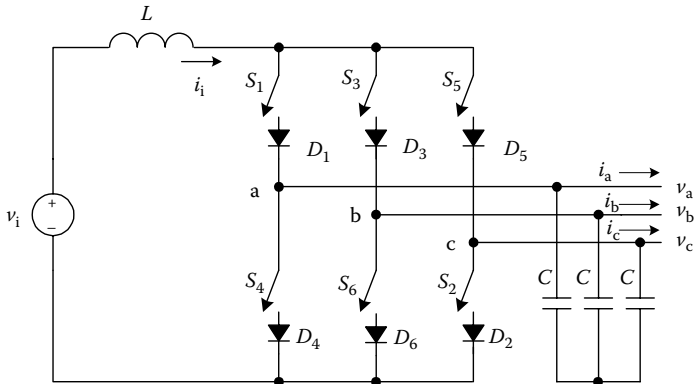 L
i_i
S_1
S_3
S_5
D_1
D_3
D_5
i_a
a
v_a
v_i
+
−
b
i_b
v_b
c
i_c
v_c
S_4
S_6
S_2
C
C
C
D_4
D_6
D_2